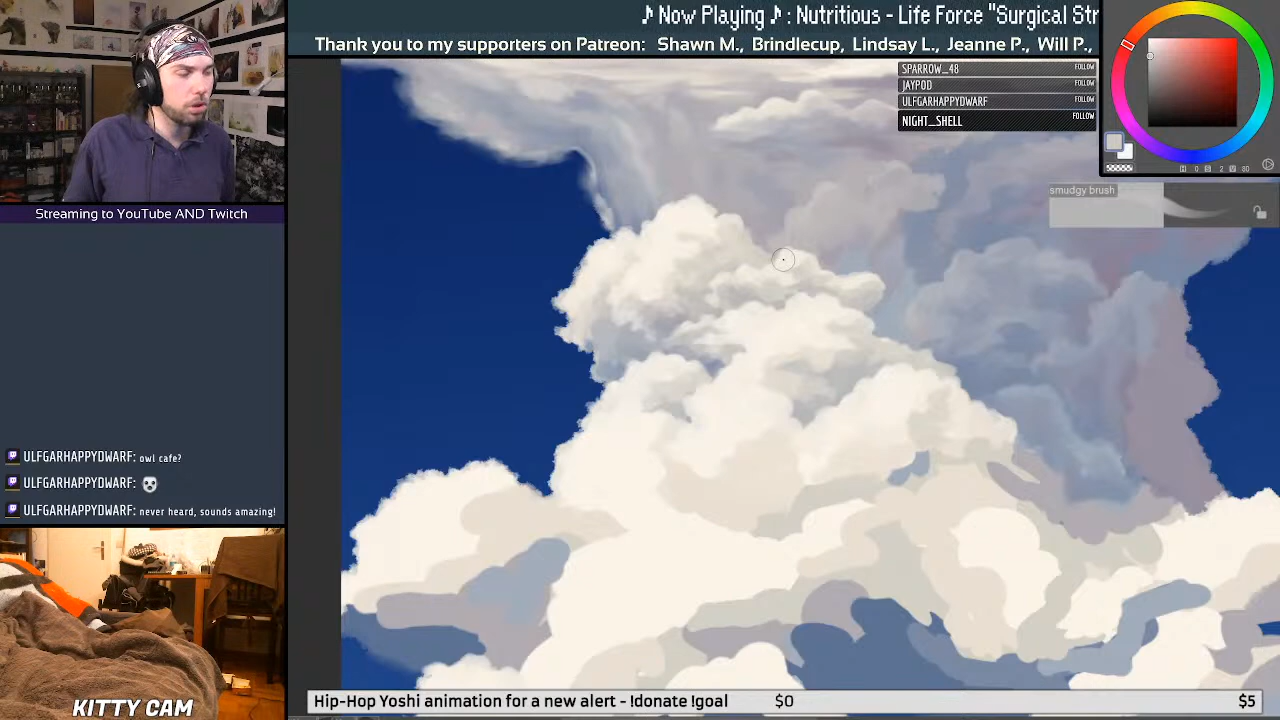 ♪ Now Playing ♪ : Nutritious - Life Force "Surgical Str
Thank you to my supporters on Patreon: Shawn M., Brindlecup, Lindsay L., Jeanne P., Will P.,
SPARROW_48 FOLLOW
JAYPOD FOLLOW
ULFGARHAPPYDWARF FOLLOW
NIGHT_SHELL FOLLOW
smudgy brush
Streaming to YouTube AND Twitch
ULFGARHAPPYDWARF: owl cafe?
ULFGARHAPPYDWARF:
ULFGARHAPPYDWARF: never heard, sounds amazing!
KITTY CAM
Hip-Hop Yoshi animation for a new alert - !donate !goal $0 $5